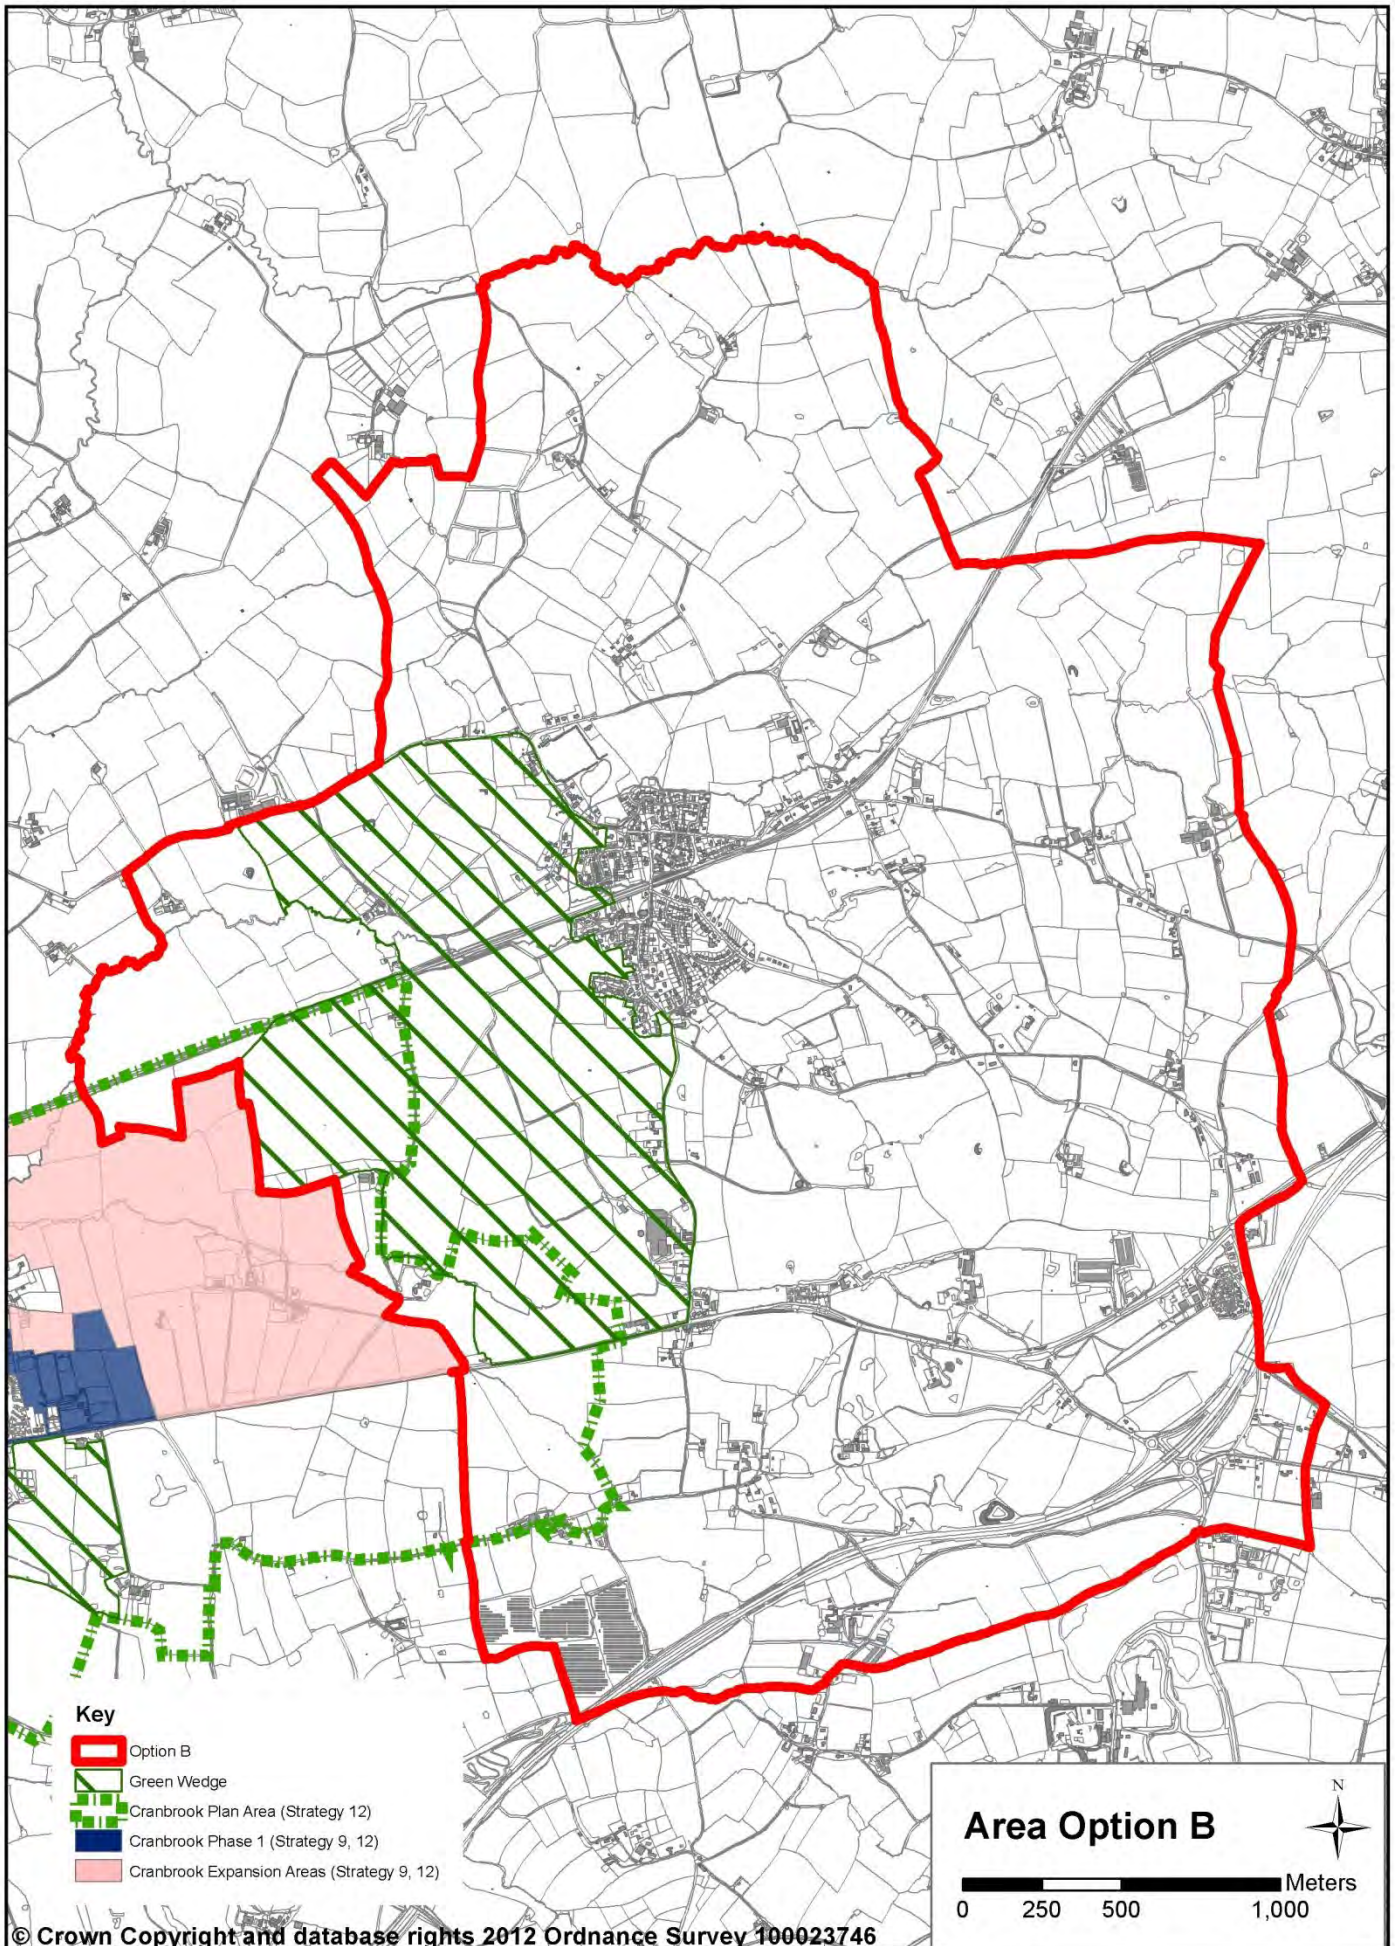 Key
Option B
Green Wedge
Cranbrook Plan Area (Strategy 12)
Cranbrook Phase 1 (Strategy 9, 12)
Cranbrook Expansion Areas (Strategy 9, 12)
Area Option B
N
Meters
0 250 500 1,000
© Crown Copyright and database rights 2012 Ordnance Survey 100023746